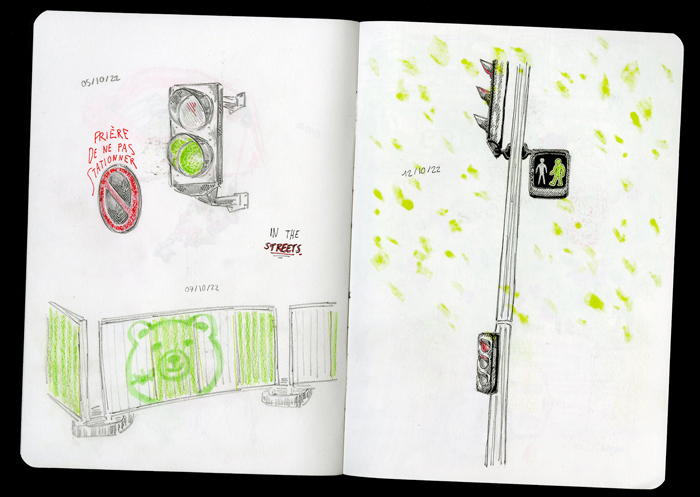 05/10/22
PRIÈRE
DE NE PAS
STATIONNER
IN THE
STREETS
07/10/22
12/10/22